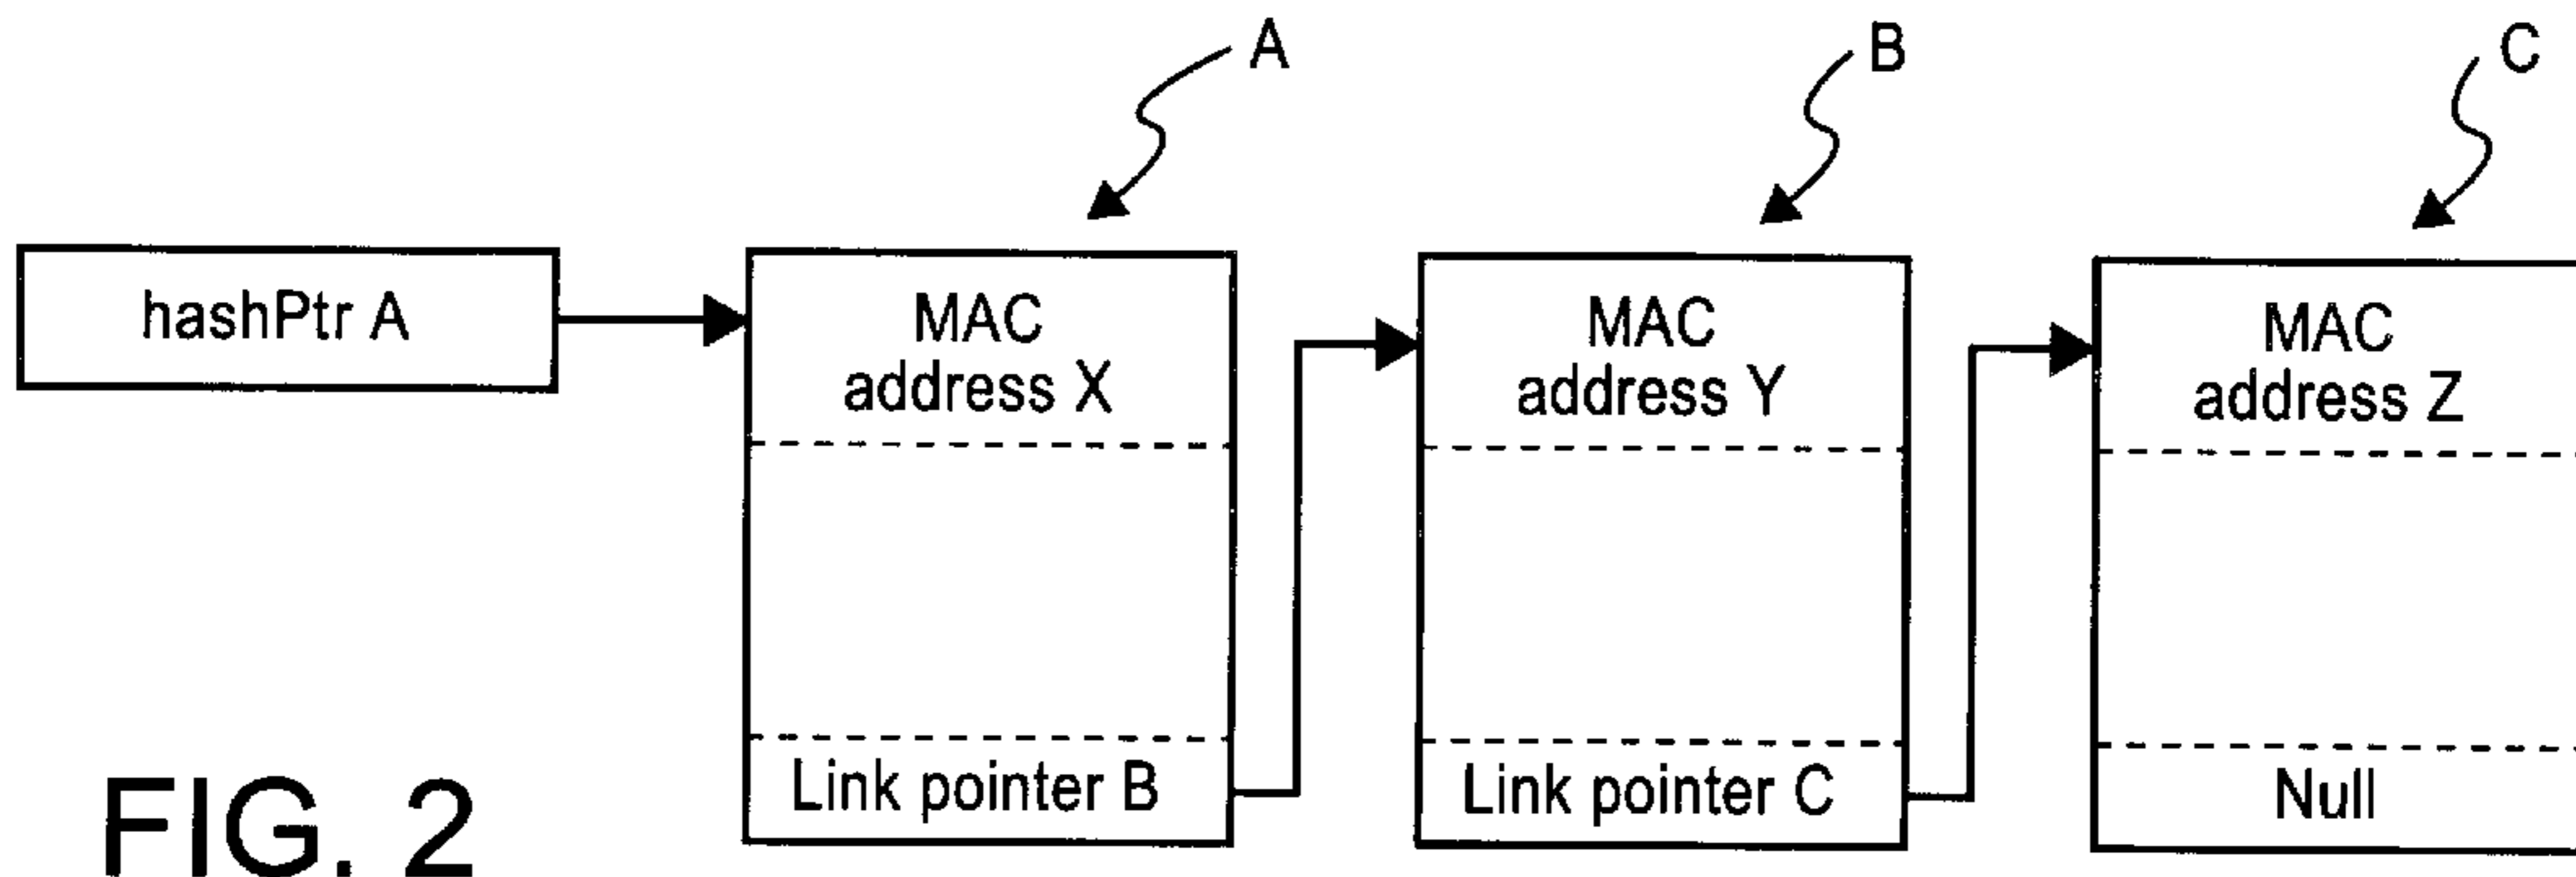 A
B
C
hashPtr A
MAC
address X
MAC
address Y
MAC
address Z
Link pointer B
Link pointer C
Null
FIG. 2